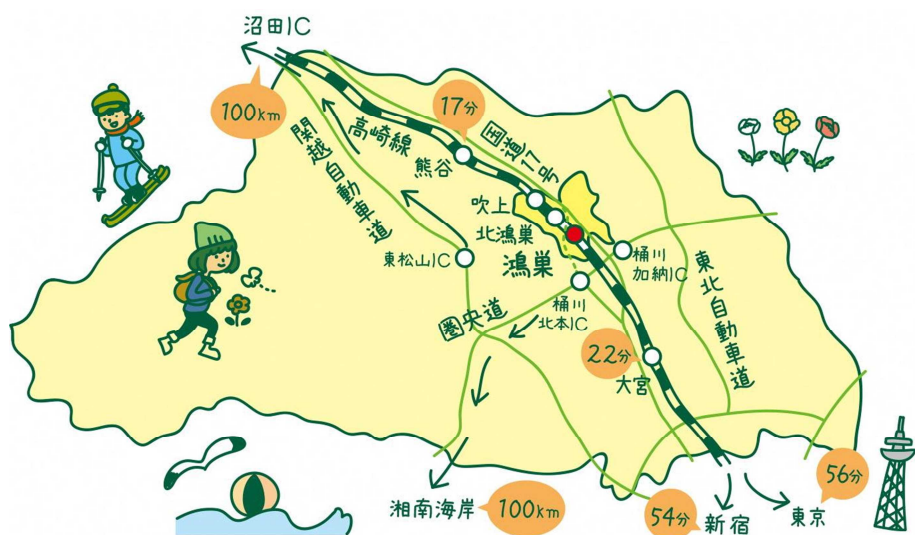 沼田IC
100km
17分
国道17号
高崎線
熊谷
関越自動車道
吹上
北鴻巣
鴻巣
東松山IC
桶川
加納IC
東北自動車道
圏央道
桶川
北本IC
22分
大宮
湘南海岸
100km
54分
新宿
56分
東京